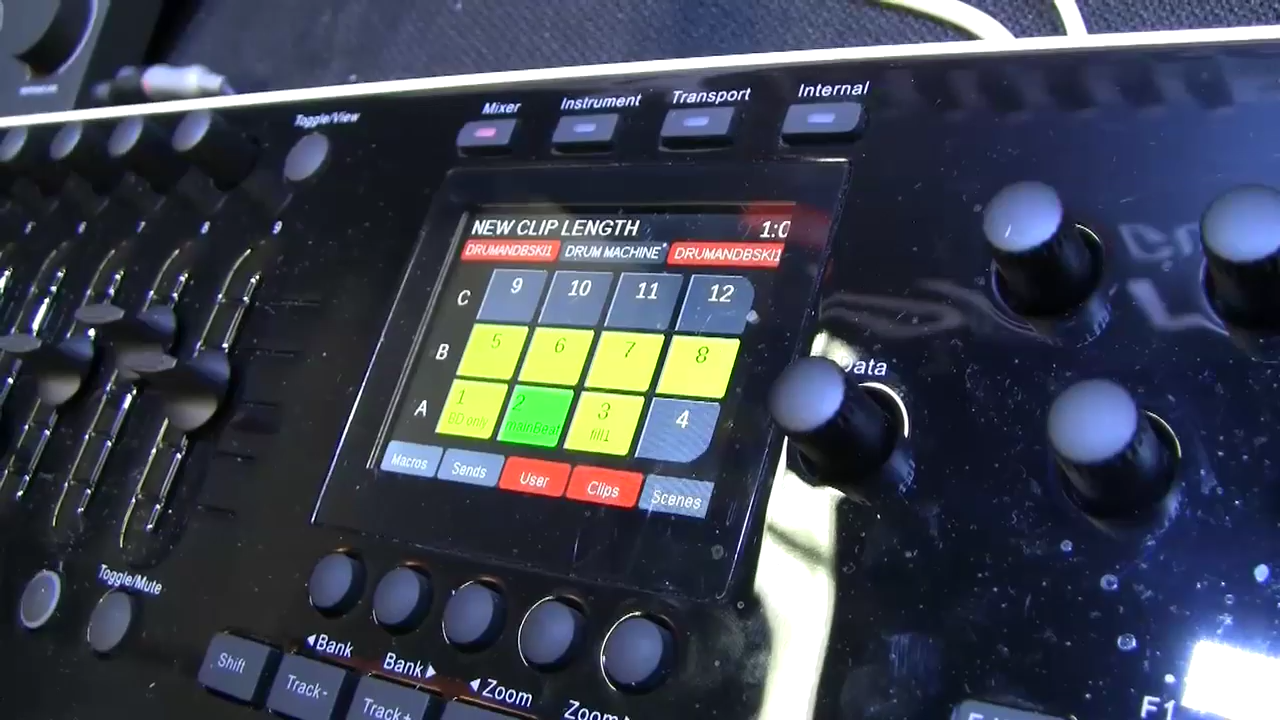 Mixer Instrument Transport Internal
Toggle/View
8 9
NEW CLIP LENGTH 1:0
DRUMANDBSKI1 DRUM MACHINE* DRUMANDBSKI1
C 9 10 11 12
B 5 6 7 8
A 1 BD only 2 mainBeat 3 fill1 4
Macros Sends User Clips Scenes
Data
Toggle/Mute
◀Bank Bank▶ ◀Zoom Zoom▶
Shift Track- Track+
F1